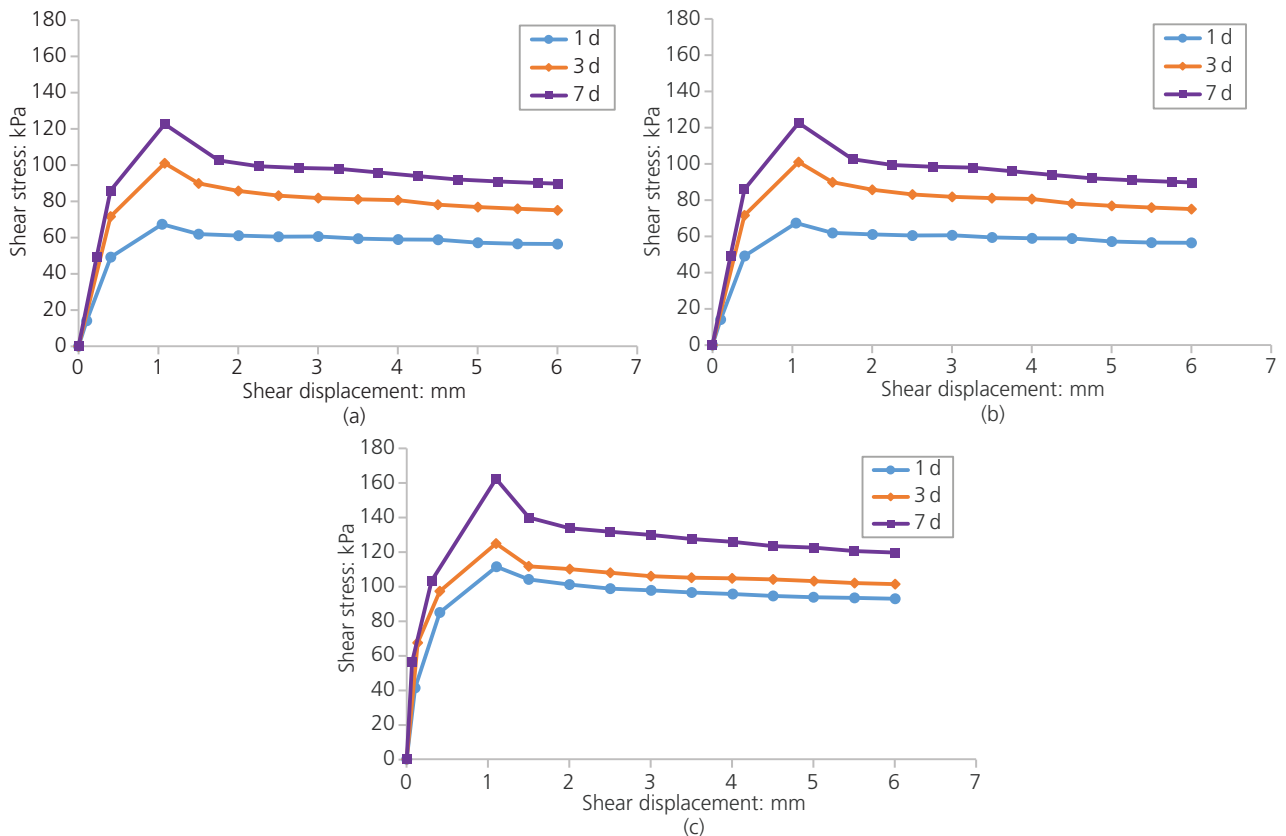 180
160
140
120
100
80
60
40
20
0
Shear stress: kPa
1 d
3 d
7 d
0 1 2 3 4 5 6 7
Shear displacement: mm
(a)
180
160
140
120
100
80
60
40
20
0
Shear stress: kPa
1 d
3 d
7 d
0 1 2 3 4 5 6 7
Shear displacement: mm
(b)
180
160
140
120
100
80
60
40
20
0
Shear stress: kPa
1 d
3 d
7 d
0 1 2 3 4 5 6 7
Shear displacement: mm
(c)